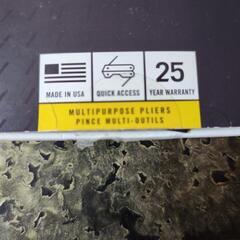 25
MADE IN USA
QUICK ACCESS
YEAR WARRANTY
MULTIPURPOSE PLIERS
PINCE MULTI-OUTILS